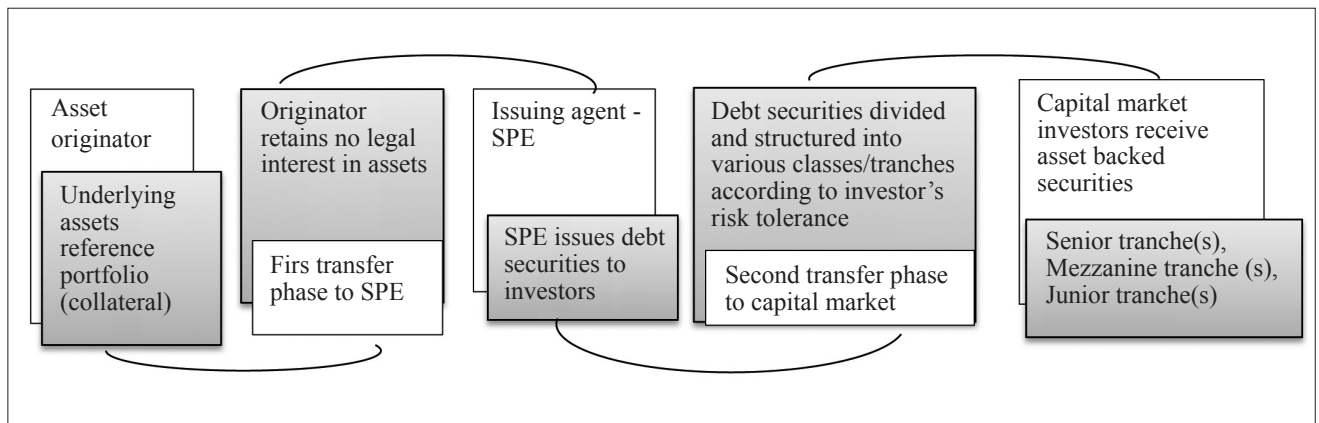 Asset
originator
Underlying
assets
reference
portfolio
(collateral)
Originator
retains no legal
interest in assets
Firs transfer
phase to SPE
Issuing agent -
SPE
SPE issues debt
securities to
investors
Debt securities divided
and structured into
various classes/tranches
according to investor’s
risk tolerance
Second transfer phase
to capital market
Capital market
investors receive
asset backed
securities
Senior tranche(s),
Mezzanine tranche (s),
Junior tranche(s)